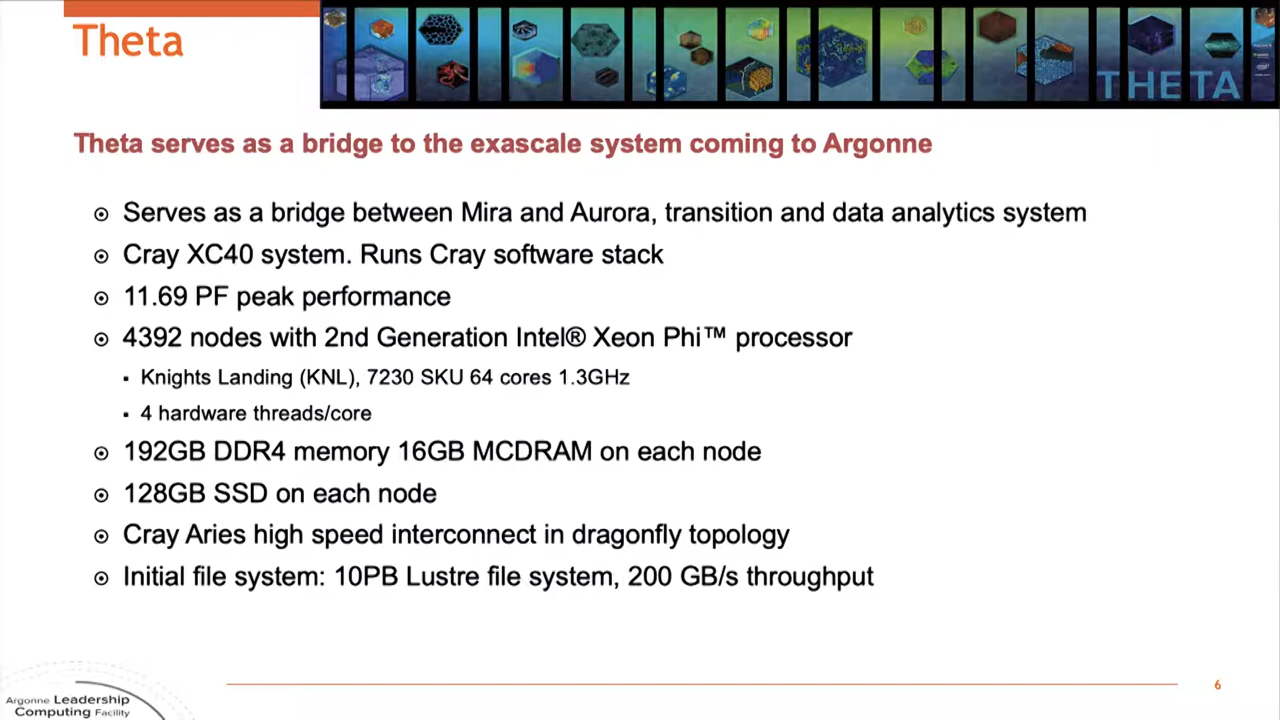 Theta
THETA
Theta serves as a bridge to the exascale system coming to Argonne
Serves as a bridge between Mira and Aurora, transition and data analytics system
Cray XC40 system. Runs Cray software stack
11.69 PF peak performance
4392 nodes with 2nd Generation Intel® Xeon Phi™ processor
Knights Landing (KNL), 7230 SKU 64 cores 1.3GHz
4 hardware threads/core
192GB DDR4 memory 16GB MCDRAM on each node
128GB SSD on each node
Cray Aries high speed interconnect in dragonfly topology
Initial file system: 10PB Lustre file system, 200 GB/s throughput
Argonne Leadership
Computing Facility
6